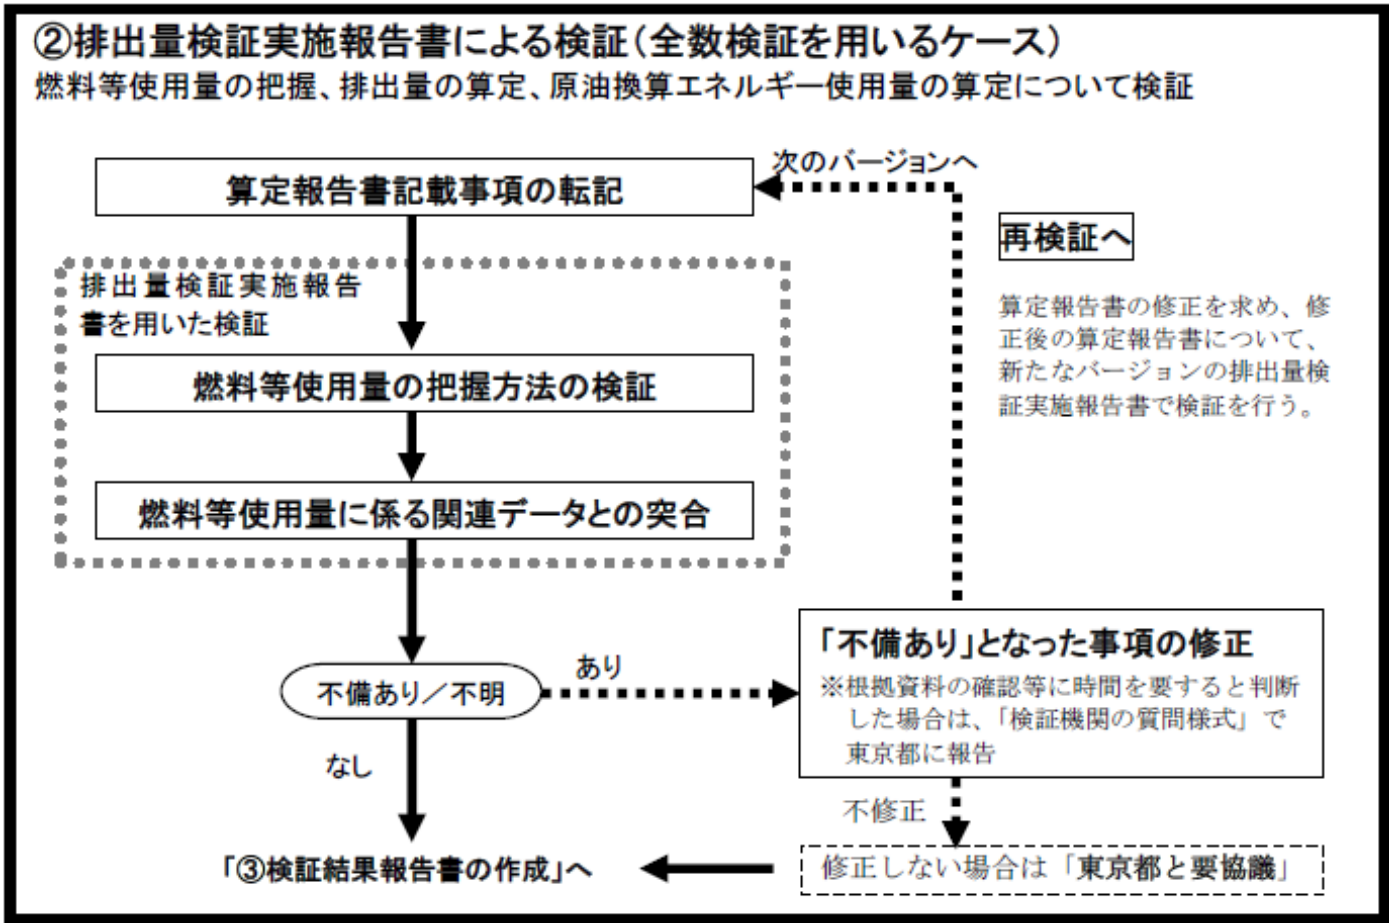 ②排出量検証実施報告書による検証（全数検証を用いるケース）
燃料等使用量の把握、排出量の算定、原油換算エネルギー使用量の算定について検証
次のバージョンへ
算定報告書記載事項の転記
再検証へ
排出量検証実施報告
書を用いた検証
算定報告書の修正を求め、修
正後の算定報告書について、
新たなバージョンの排出量検
証実施報告書で検証を行う。
燃料等使用量の把握方法の検証
燃料等使用量に係る関連データとの突合
不備あり／不明
あり
「不備あり」となった事項の修正
※根拠資料の確認等に時間を要すると判断
した場合は、「検証機関の質問様式」で
東京都に報告
なし
不修正
「③検証結果報告書の作成」へ
修正しない場合は「東京都と要協議」